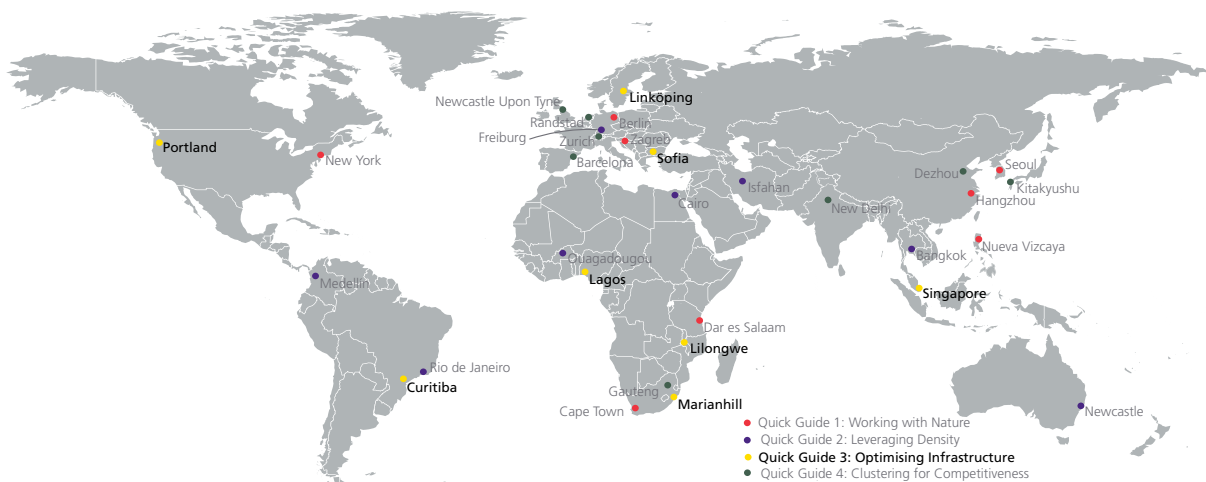 Linköping
Newcastle Upon Tyne
Randstad
Berlin
Freiburg
Zurich
Zagreb
Portland
New York
Sofia
Barcelona
Seoul
Dezhou
Isfahan
Kitakyushu
Hangzhou
Cairo
New Delhi
Nueva Vizcaya
Bangkok
Ouagadougou
Lagos
Medellín
Singapore
Dar es Salaam
Lilongwe
Rio de Janeiro
Curitiba
Gauteng
Marianhill
Cape Town
Newcastle
Quick Guide 1: Working with Nature
Quick Guide 2: Leveraging Density
Quick Guide 3: Optimising Infrastructure
Quick Guide 4: Clustering for Competitiveness